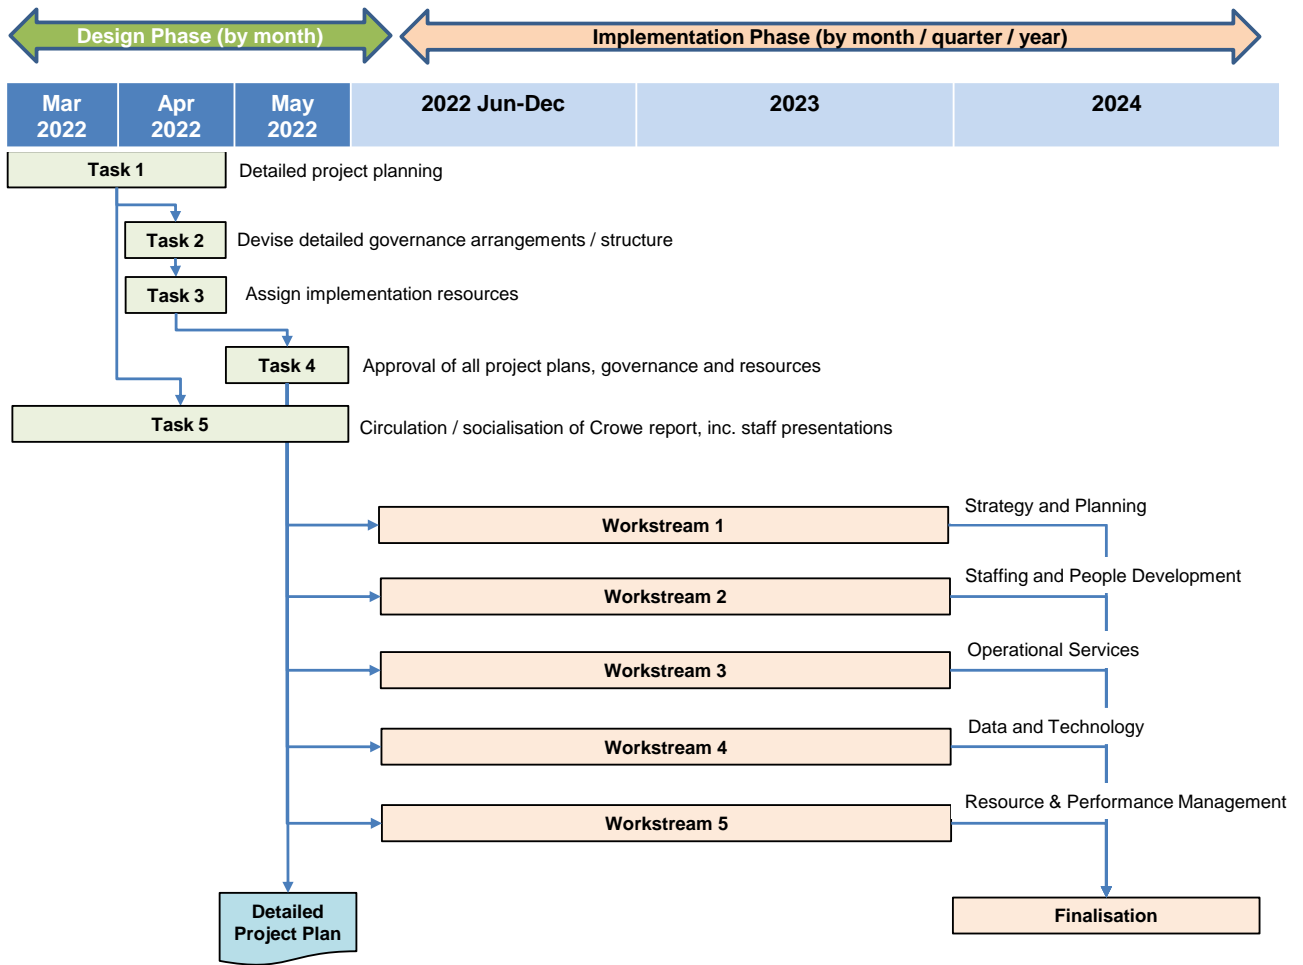 Design Phase (by month)
Implementation Phase (by month / quarter / year)
Mar
2022
Apr
2022
May
2022
2022 Jun-Dec
2023
2024
Task 1
Detailed project planning
Task 2
Devise detailed governance arrangements / structure
Task 3
Assign implementation resources
Task 4
Approval of all project plans, governance and resources
Task 5
Circulation / socialisation of Crowe report, inc. staff presentations
Workstream 1
Strategy and Planning
Workstream 2
Staffing and People Development
Workstream 3
Operational Services
Workstream 4
Data and Technology
Workstream 5
Resource & Performance Management
Detailed
Project Plan
Finalisation